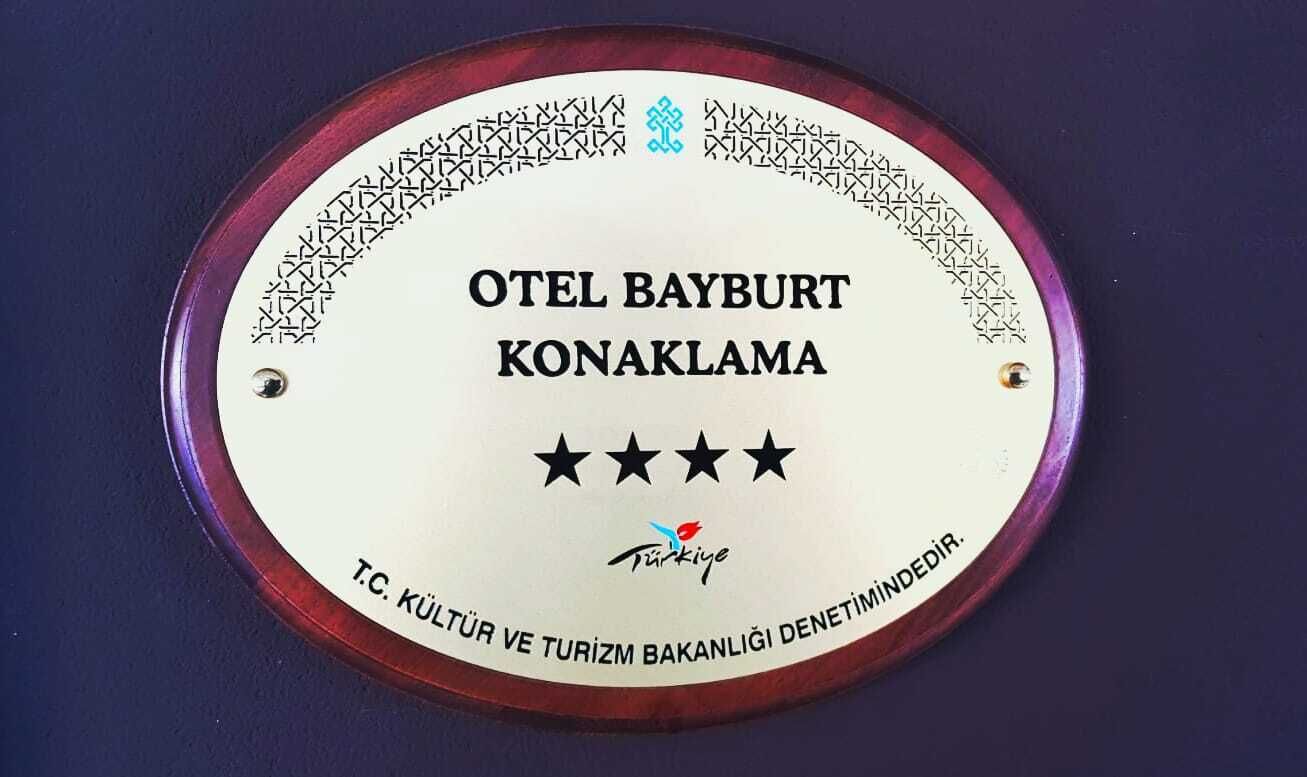 OTEL BAYBURT
KONAKLAMA
Türkiye
T.C. KÜLTÜR VE TURİZM BAKANLIĞI DENETİMİNDEDİR.